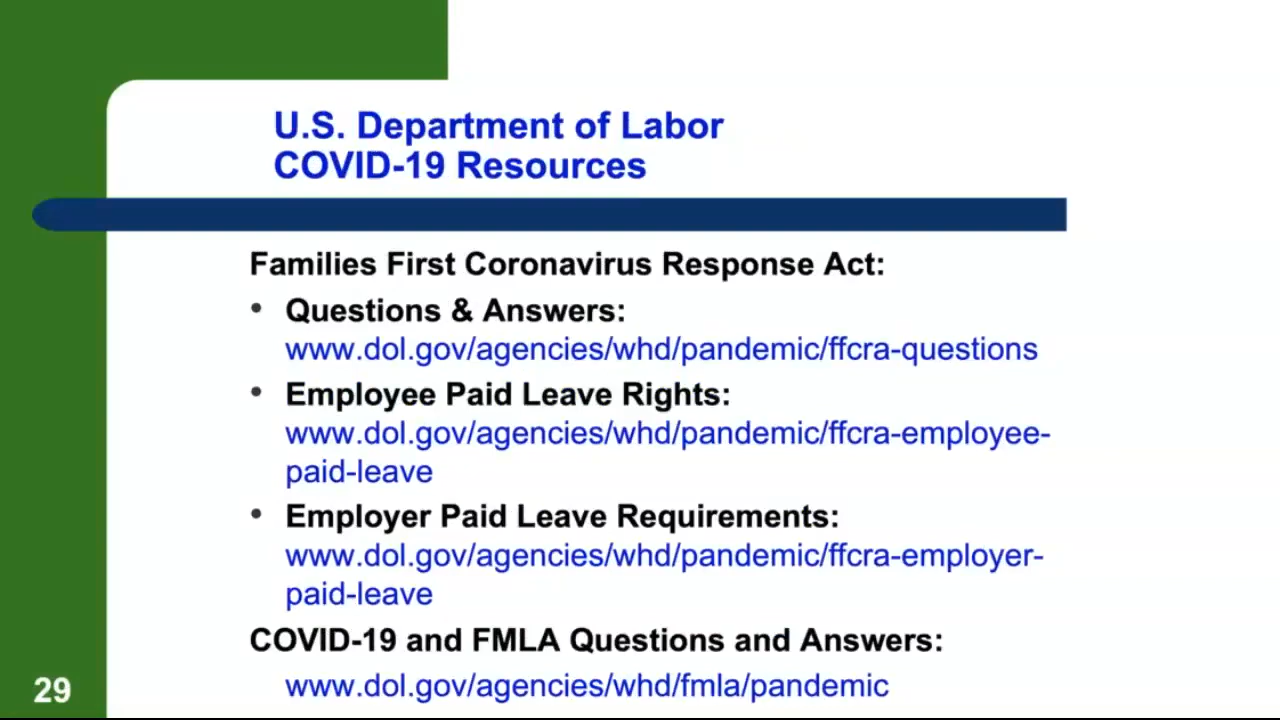 U.S. Department of Labor
COVID-19 Resources
Families First Coronavirus Response Act:
• Questions & Answers:
www.dol.gov/agencies/whd/pandemic/ffcra-questions
• Employee Paid Leave Rights:
www.dol.gov/agencies/whd/pandemic/ffcra-employee-
paid-leave
• Employer Paid Leave Requirements:
www.dol.gov/agencies/whd/pandemic/ffcra-employer-
paid-leave
COVID-19 and FMLA Questions and Answers:
www.dol.gov/agencies/whd/fmla/pandemic
29